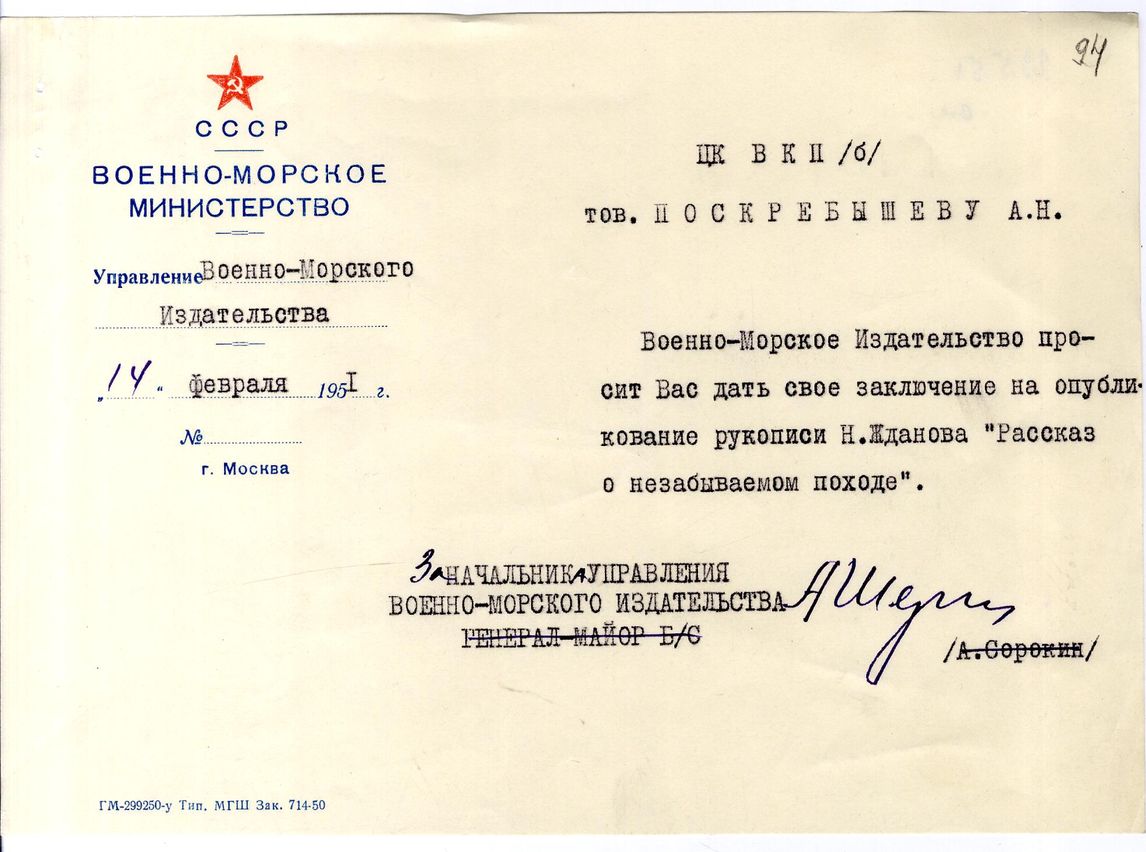 94
СССР
ВОЕННО-МОРСКОЕ
МИНИСТЕРСТВО
Управление Военно-Морского
Издательства
„14“ февраля 1951 г.
№
г. Москва
ЦК ВКП/б/
тов. ПОСКРЕБЫШЕВУ А.Н.
Военно-Морское Издательство про-
сит Вас дать свое заключение на опубли-
кование рукописи Н.Жданова "Рассказ
о незабываемом походе".
За НАЧАЛЬНИКА УПРАВЛЕНИЯ
ВОЕННО-МОРСКОГО ИЗДАТЕЛЬСТВА
ГЕНЕРАЛ-МАЙОР Б/С
/А.Сорокин/
ГМ-299250-у Тип. МГШ Зак. 714-50